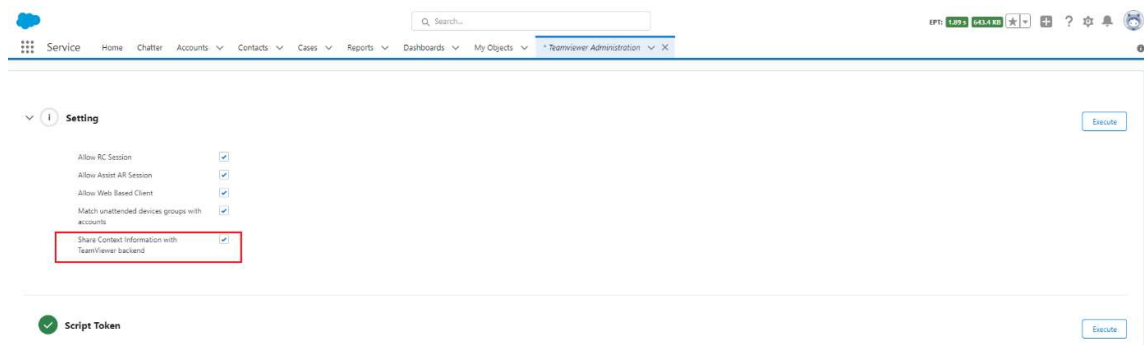 Search...
EPT: 1.89 s 643.4 KB
Service Home Chatter Accounts Contacts Cases Reports Dashboards My Objects * Teamviewer Administration
Setting
Execute
Allow RC Session
Allow Assist AR Session
Allow Web Based Client
Match unattended devices groups with
accounts
Share Context Information with
TeamViewer backend
Script Token
Execute